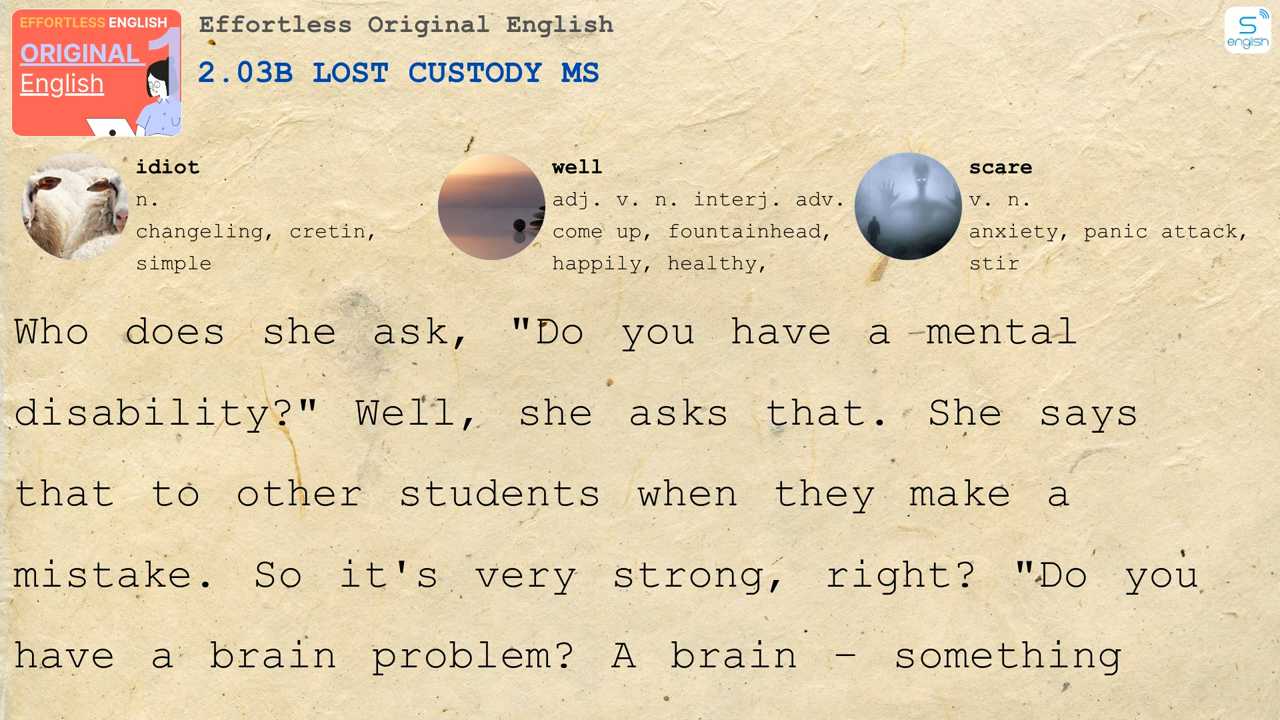 EFFORTLESS ENGLISH
ORIGINAL 1
English
Effortless Original English
2.03B LOST CUSTODY MS
S
english
idiot
n.
changeling, cretin,
simple
well
adj. v. n. interj. adv.
come up, fountainhead,
happily, healthy,
scare
v. n.
anxiety, panic attack,
stir
Who does she ask, "Do you have a mental
disability?" Well, she asks that. She says
that to other students when they make a
mistake. So it's very strong, right? "Do you
have a brain problem? A brain – something